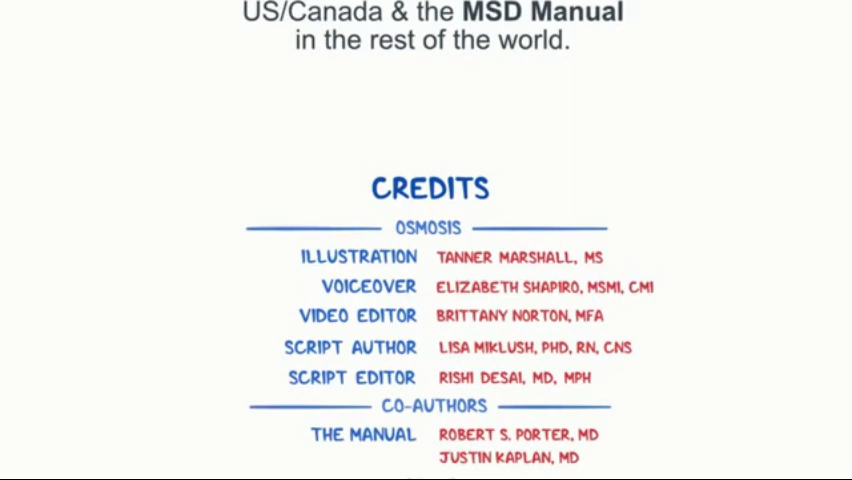 US/Canada & the MSD Manual
in the rest of the world.
CREDITS
OSMOSIS
ILLUSTRATION TANNER MARSHALL, MS
VOICEOVER ELIZABETH SHAPIRO, MSMI, CMI
VIDEO EDITOR BRITTANY NORTON, MFA
SCRIPT AUTHOR LISA MIKLUSH, PHD, RN, CNS
SCRIPT EDITOR RISHI DESAI, MD, MPH
CO-AUTHORS
THE MANUAL ROBERT S. PORTER, MD
JUSTIN KAPLAN, MD